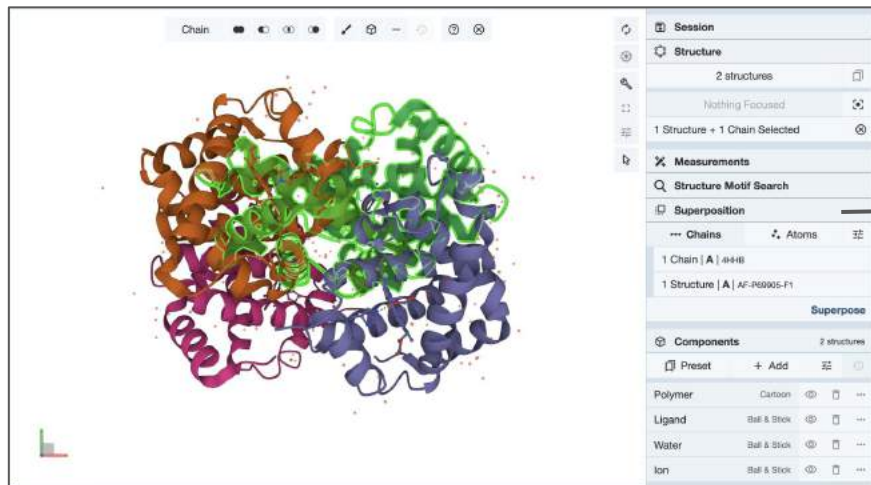 Chain
Session
Structure
2 structures
Nothing Focused
1 Structure + 1 Chain Selected
Measurements
Structure Motif Search
Superposition
Chains Atoms
1 Chain | A | 4HHB
1 Structure | A | AF-P69905-F1
Superpose
Components 2 structures
Preset + Add
Polymer Cartoon
Ligand Ball & Stick
Water Ball & Stick
Ion Ball & Stick